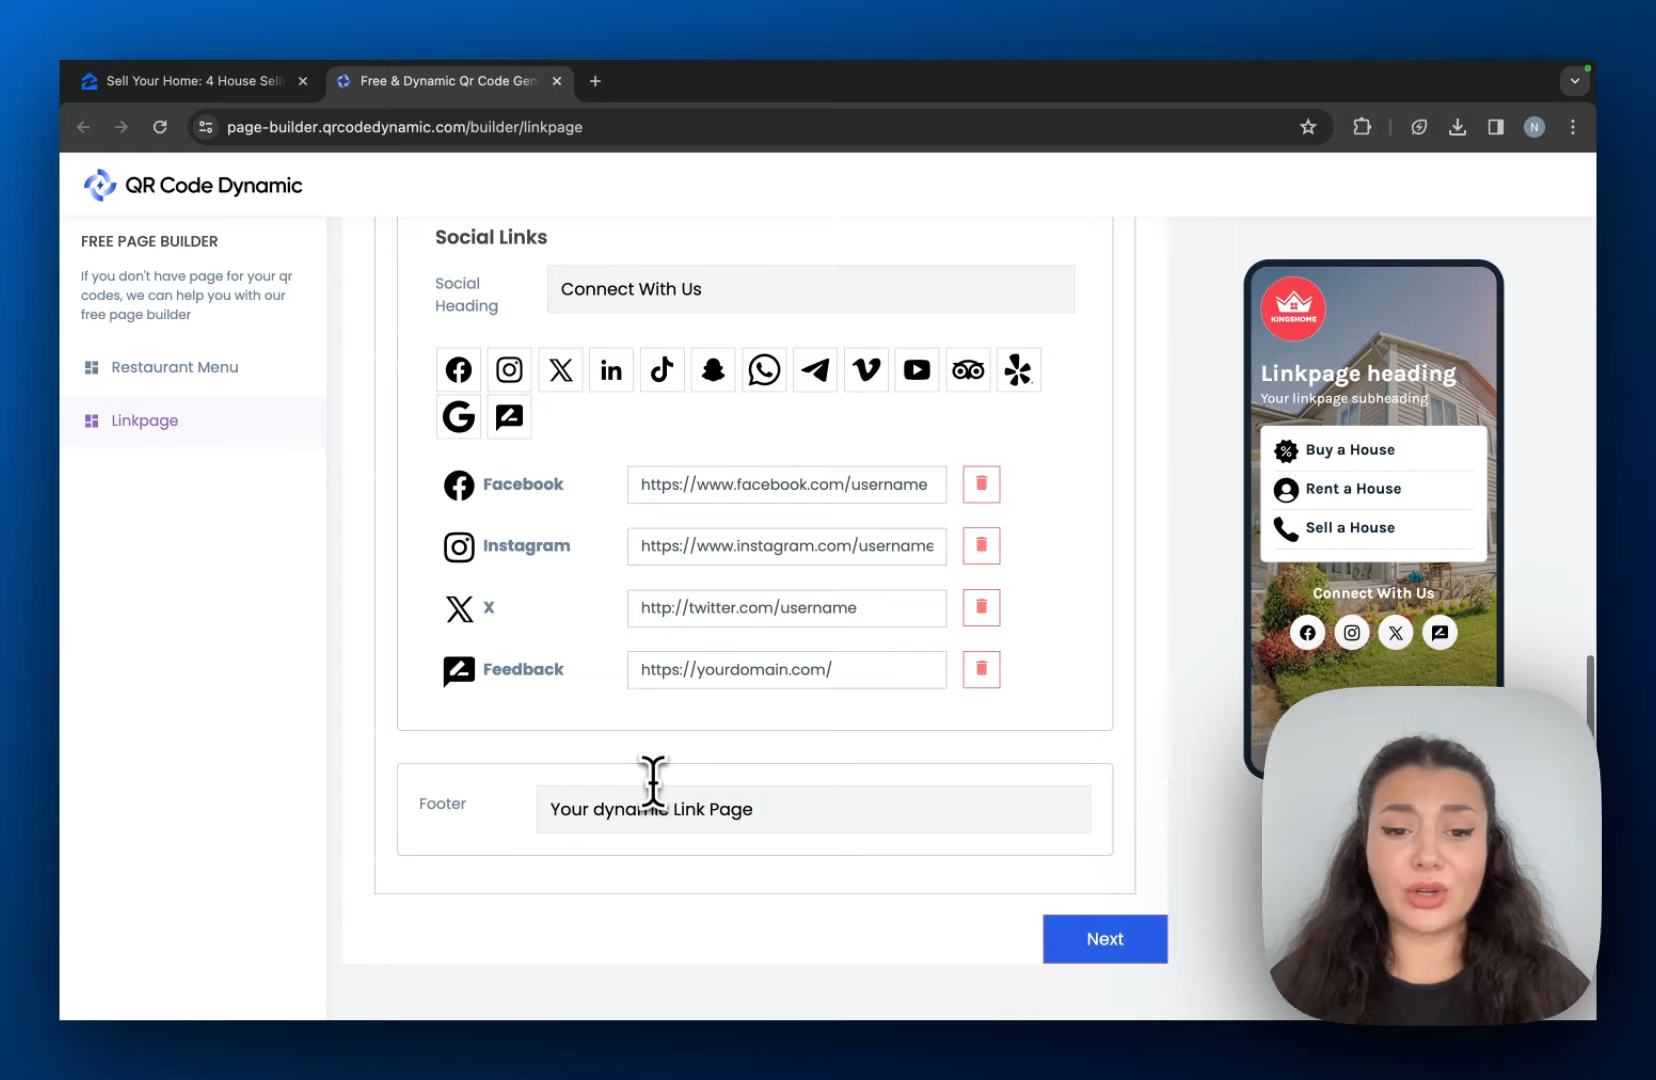 Sell Your Home: 4 House Sell
Free & Dynamic Qr Code Gen
page-builder.qrcodedynamic.com/builder/linkpage
N
QR Code Dynamic
FREE PAGE BUILDER
If you don't have page for your qr
codes, we can help you with our
free page builder
Restaurant Menu
Linkpage
Social Links
Social
Heading
Connect With Us
Facebook
https://www.facebook.com/username
Instagram
https://www.instagram.com/username
X
http://twitter.com/username
Feedback
https://yourdomain.com/
Footer
Your dynamic Link Page
Next
KINGSHOME
Linkpage heading
Your linkpage subheading
Buy a House
Rent a House
Sell a House
Connect With Us